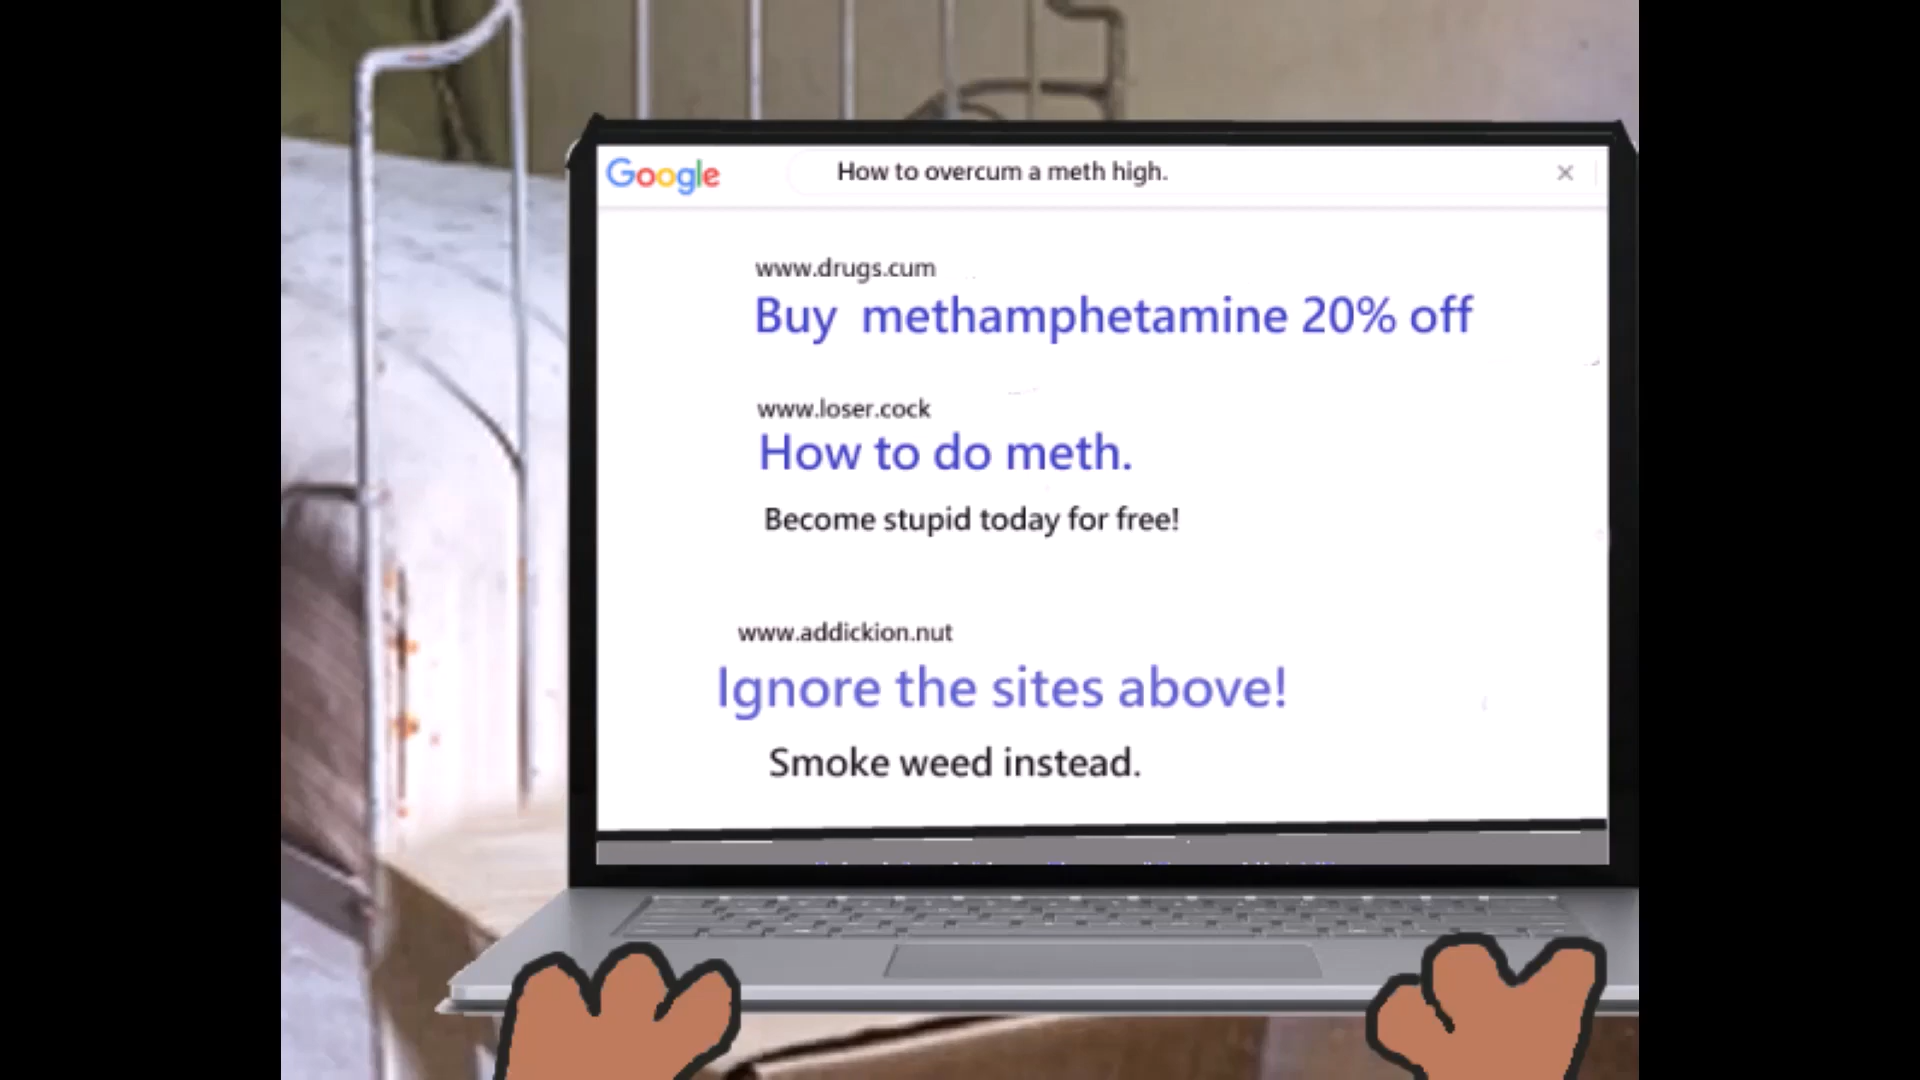 Google
How to overcum a meth high.
www.drugs.cum
Buy methamphetamine 20% off
www.loser.cock
How to do meth.
Become stupid today for free!
www.addickion.nut
Ignore the sites above!
Smoke weed instead.